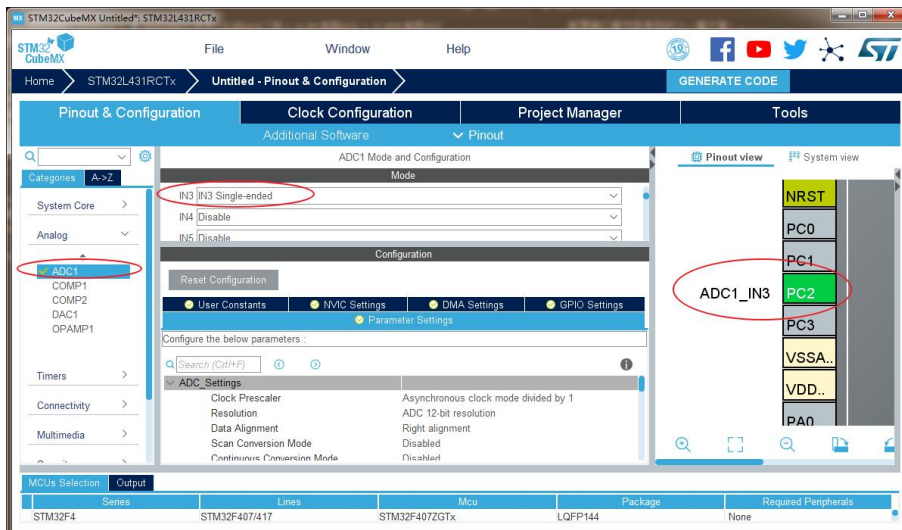 MX STM32CubeMX Untitled*: STM32L431RCTx
STM32 CubeMX
File
Window
Help
10
Home
STM32L431RCTx
Untitled - Pinout & Configuration
GENERATE CODE
Pinout & Configuration
Clock Configuration
Project Manager
Tools
Additional Software
Pinout
Categories
A->Z
System Core
Analog
ADC1
COMP1
COMP2
DAC1
OPAMP1
Timers
Connectivity
Multimedia
ADC1 Mode and Configuration
Mode
IN3 IN3 Single-ended
IN4 Disable
IN5 Disable
Configuration
Reset Configuration
User Constants
NVIC Settings
DMA Settings
GPIO Settings
Parameter Settings
Configure the below parameters :
Search (Crtl+F)
ADC_Settings
Clock Prescaler Asynchronous clock mode divided by 1
Resolution ADC 12-bit resolution
Data Alignment Right alignment
Scan Conversion Mode Disabled
Continuous Conversion Mode Disabled
Pinout view
System view
NRST
PC0
PC1
ADC1_IN3 PC2
PC3
VSSA..
VDD..
PA0
MCUs Selection
Output
Series Lines Mcu Package Required Peripherals
STM32F4 STM32F407/417 STM32F407ZGTx LQFP144 None